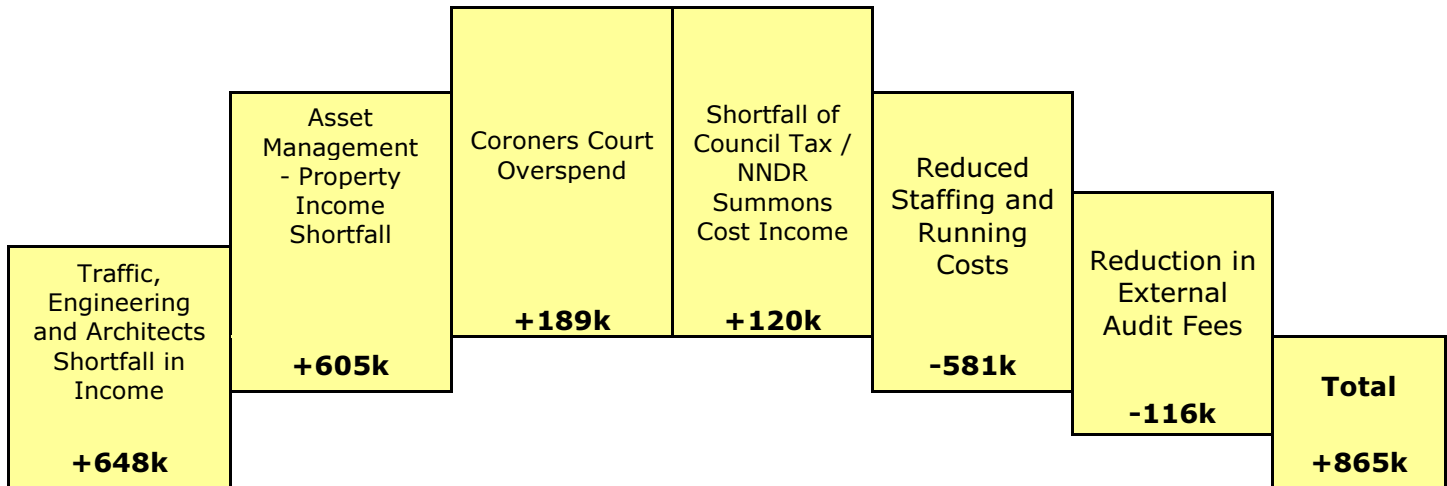 Traffic,
Engineering
and Architects
Shortfall in
Income
+648k
Asset
Management
- Property
Income
Shortfall
+605k
Coroners Court
Overspend
+189k
Shortfall of
Council Tax /
NNDR
Summons
Cost Income
+120k
Reduced
Staffing and
Running
Costs
-581k
Reduction in
External
Audit Fees
-116k
Total
+865k